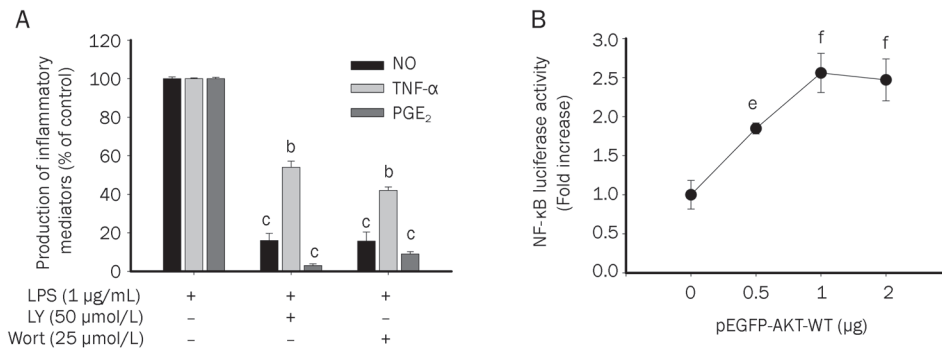 A
Production of inflammatory
mediators (% of control)
120
100
80
60
40
20
0
NO
TNF-α
PGE₂
c
b
c
c
b
c
LPS (1 µg/mL) + + +
LY (50 µmol/L) – + –
Wort (25 µmol/L) – – +
B
NF-κB luciferase activity
(Fold increase)
3.0
2.5
2.0
1.5
1.0
0.5
0.0
e
f
f
0 0.5 1 2
pEGFP-AKT-WT (µg)